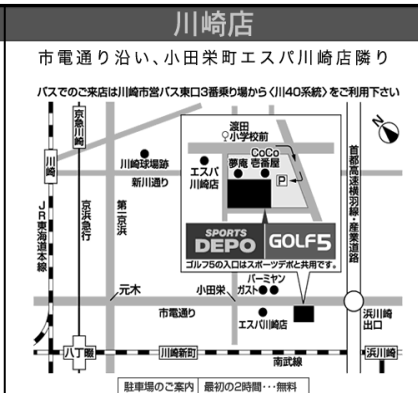 川崎店
市電通り沿い、小田栄町エスパ川崎店隣り
バスでのご来店は川崎市営バス東口3番乗り場から〈川40系統〉をご利用下さい
京急川崎
川崎
渡田
小学校前
川崎球場跡
新川通り
エスパ
川崎店
CoCo
夢庵 壱番屋
P
N
首都高速横羽線・産業道路
JR東海道本線
京浜急行
第一京浜
SPORTS
DEPO
GOLF5
ゴルフ5の入口はスポーツデポと共用です。
バーミヤン
ガスト
元木
小田栄
市電通り
エスパ川崎店
浜川崎
出口
八丁畷
川崎新町
南武線
浜川崎
駐車場のご案内 最初の2時間・・・無料